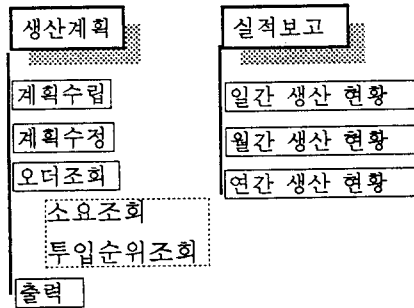 생산계획
계획수립
계획수정
오더조회
소요조회
투입순위조회
출력
실적보고
일간 생산 현황
월간 생산 현황
연간 생산 현황